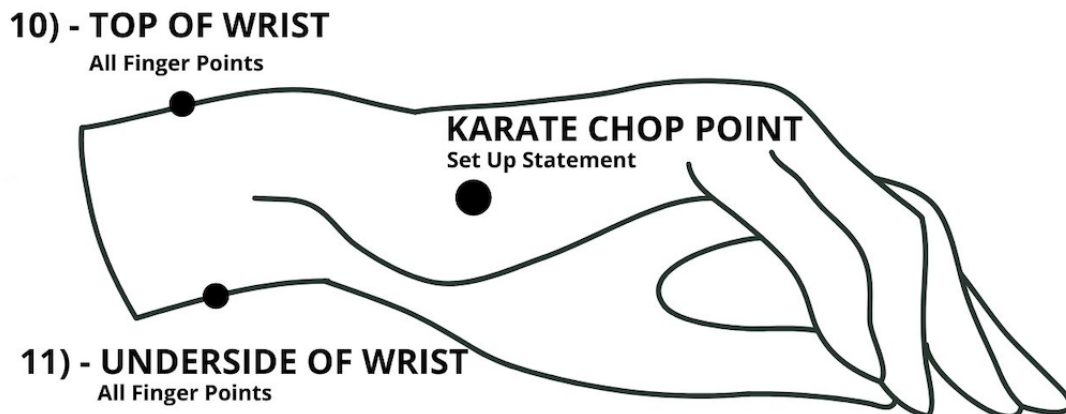 10) - TOP OF WRIST
All Finger Points
KARATE CHOP POINT
Set Up Statement
11) - UNDERSIDE OF WRIST
All Finger Points